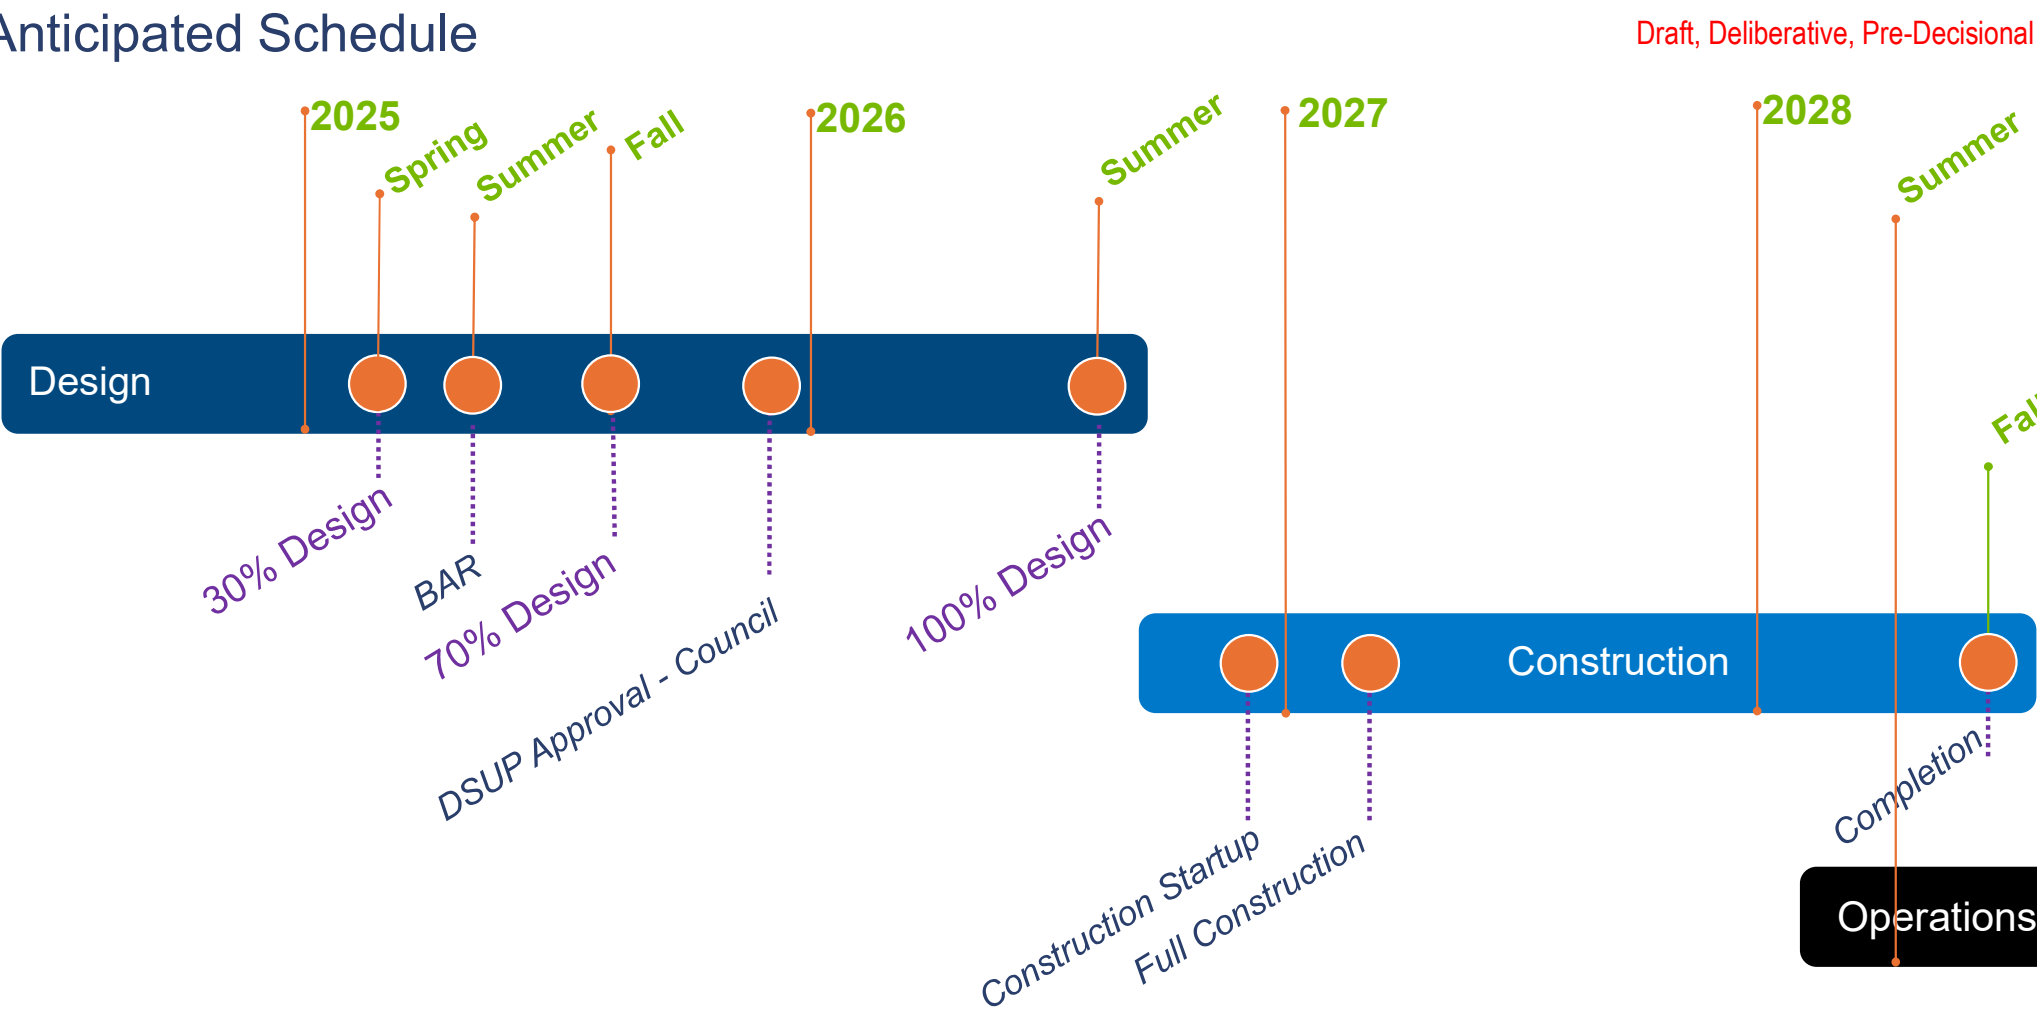 Anticipated Schedule
Draft, Deliberative, Pre-Decisional
2025
Spring
Summer
Fall
2026
Summer
2027
2028
Summer
Design
Fall
30% Design
BAR
70% Design
DSUP Approval - Council
100% Design
Construction
Completion
Construction Startup
Full Construction
Operations